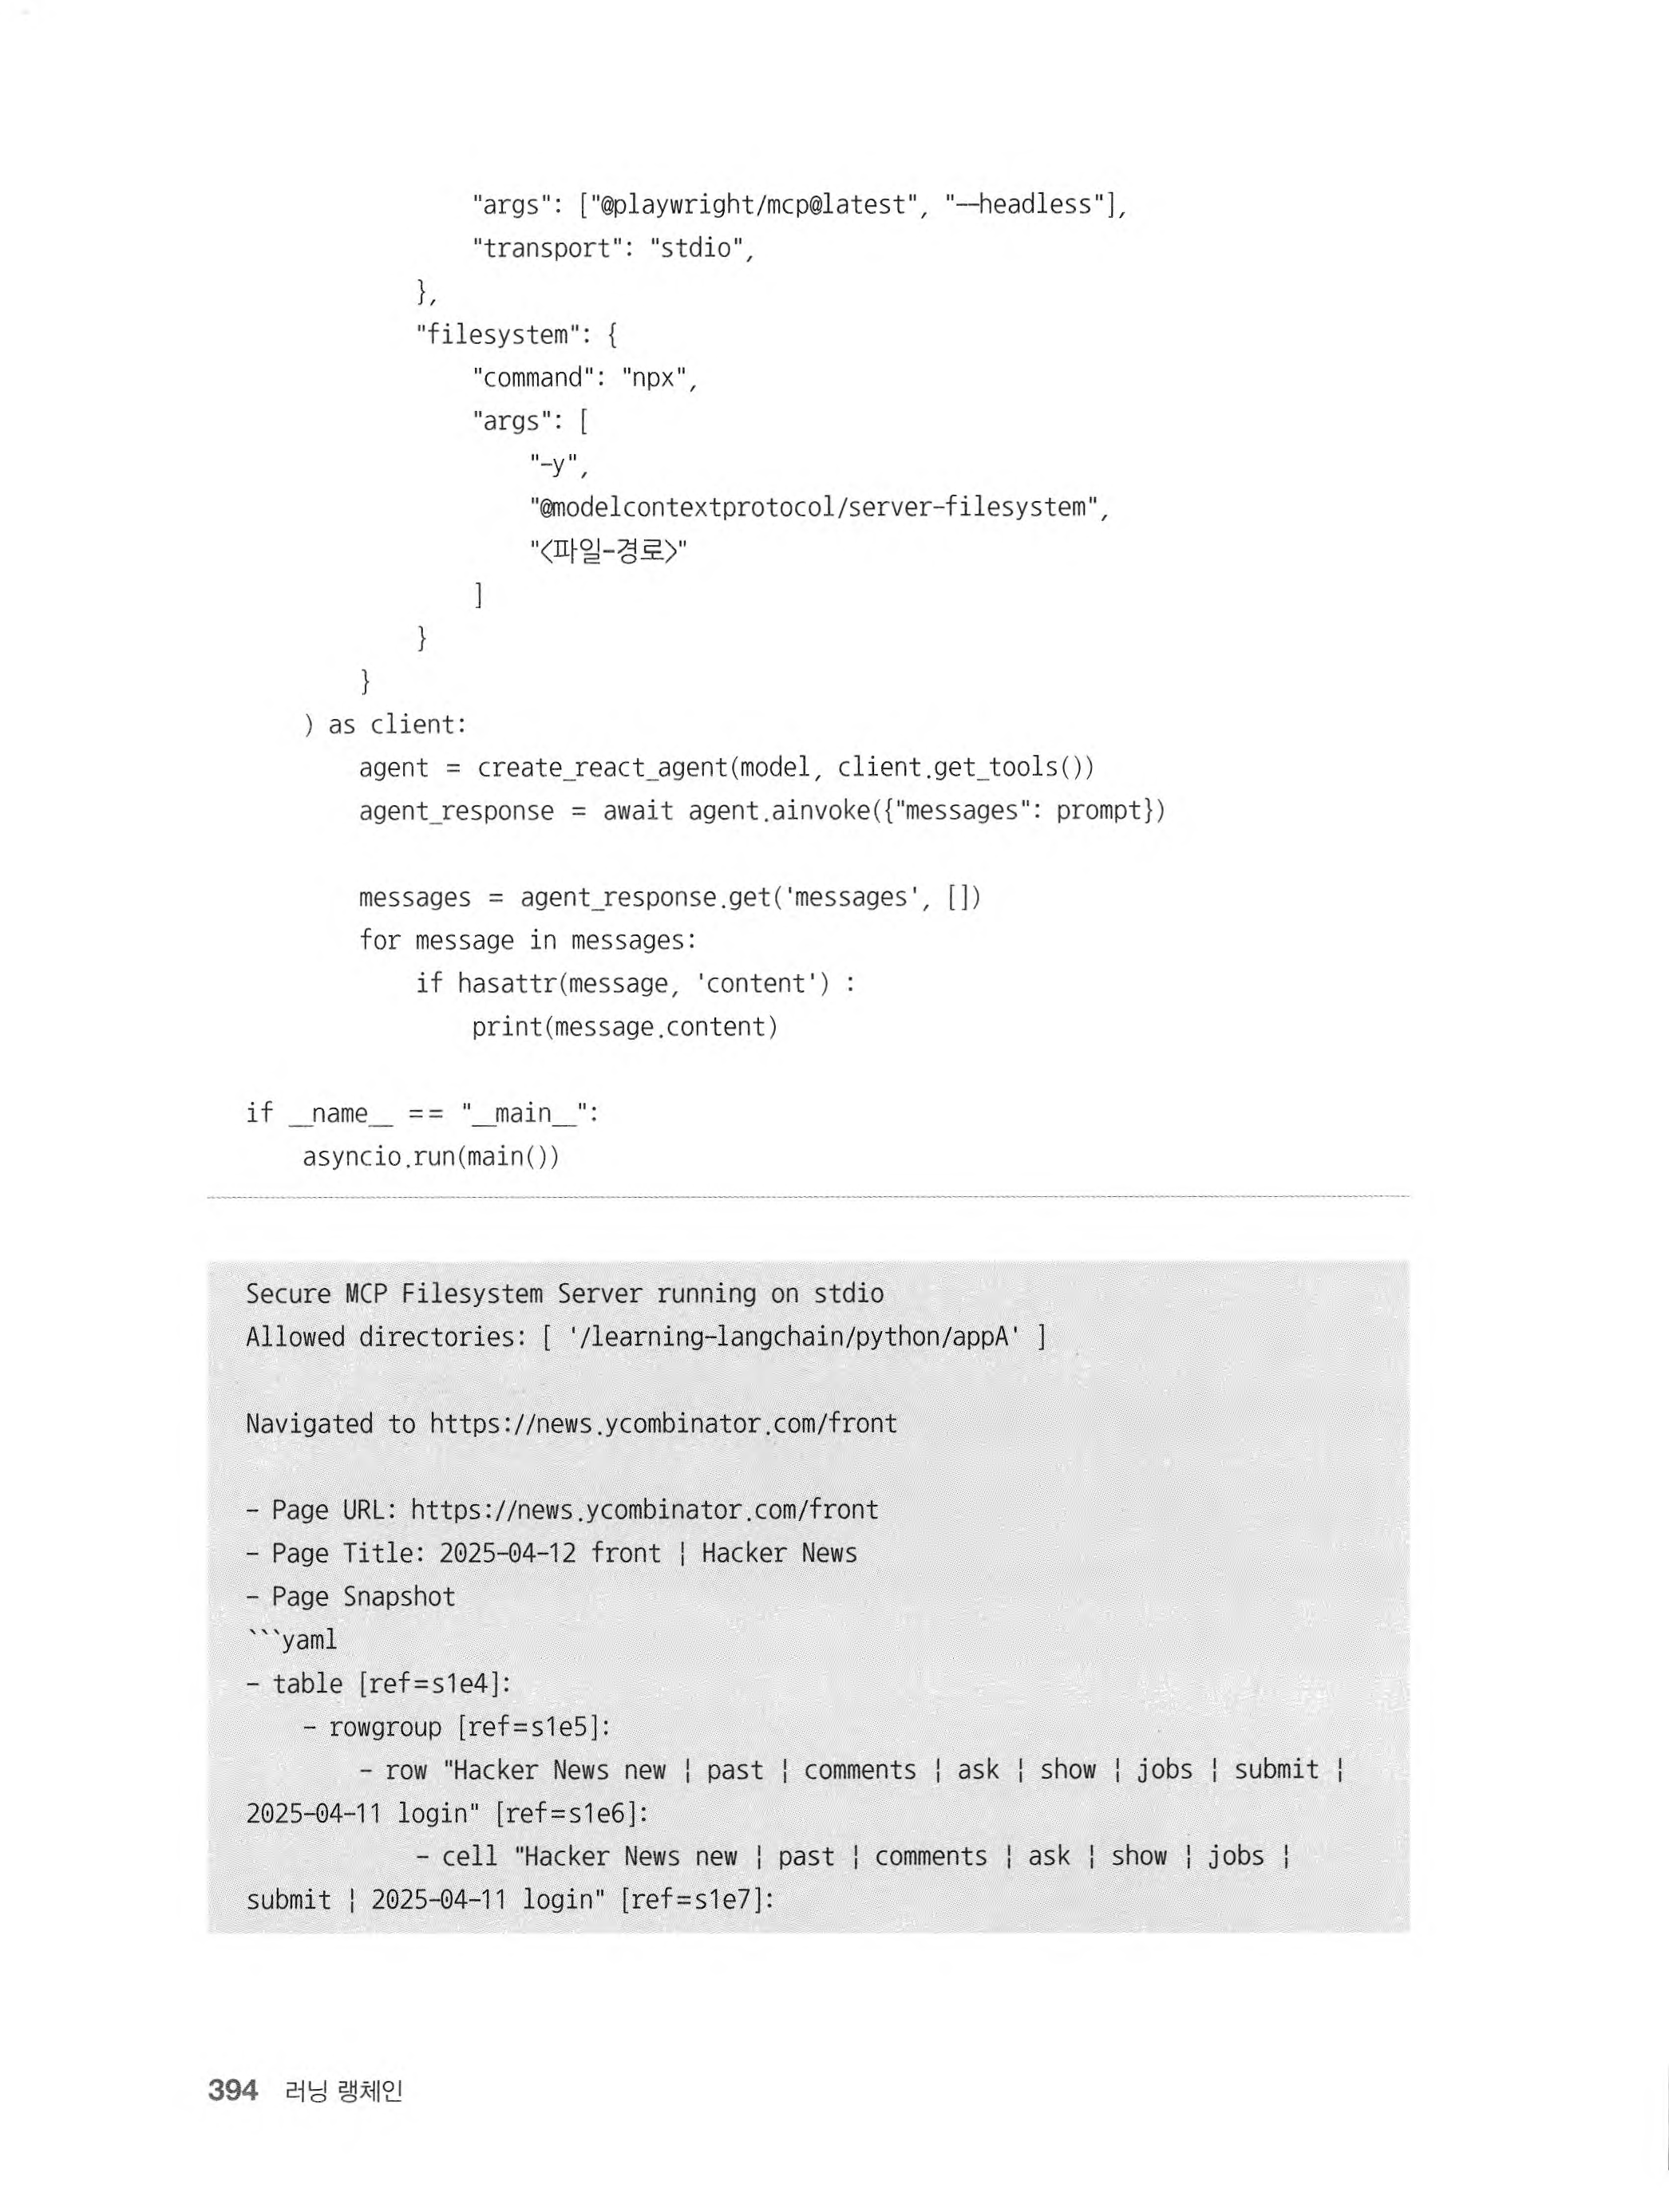 "args": ["@playwright/mcp@latest", "--headless"],
"transport": "stdio",
},
"filesystem": {
"command": "npx",
"args": [
"-y",
"@modelcontextprotocol/server-filesystem",
"<파일-경로>"
]
}
}
) as client:
agent = create_react_agent(model, client.get_tools())
agent_response = await agent.ainvoke({"messages": prompt})
messages = agent_response.get('messages', [])
for message in messages:
if hasattr(message, 'content') :
print(message.content)
if __name__ == "__main__":
asyncio.run(main())
Secure MCP Filesystem Server running on stdio
Allowed directories: [ '/learning-langchain/python/appA' ]
Navigated to https://news.ycombinator.com/front
- Page URL: https://news.ycombinator.com/front
- Page Title: 2025-04-12 front | Hacker News
- Page Snapshot
```yaml
- table [ref=s1e4]:
- rowgroup [ref=s1e5]:
- row "Hacker News new | past | comments | ask | show | jobs | submit |
2025-04-11 login" [ref=s1e6]:
- cell "Hacker News new | past | comments | ask | show | jobs |
submit | 2025-04-11 login" [ref=s1e7]:
394 러닝 랭체인